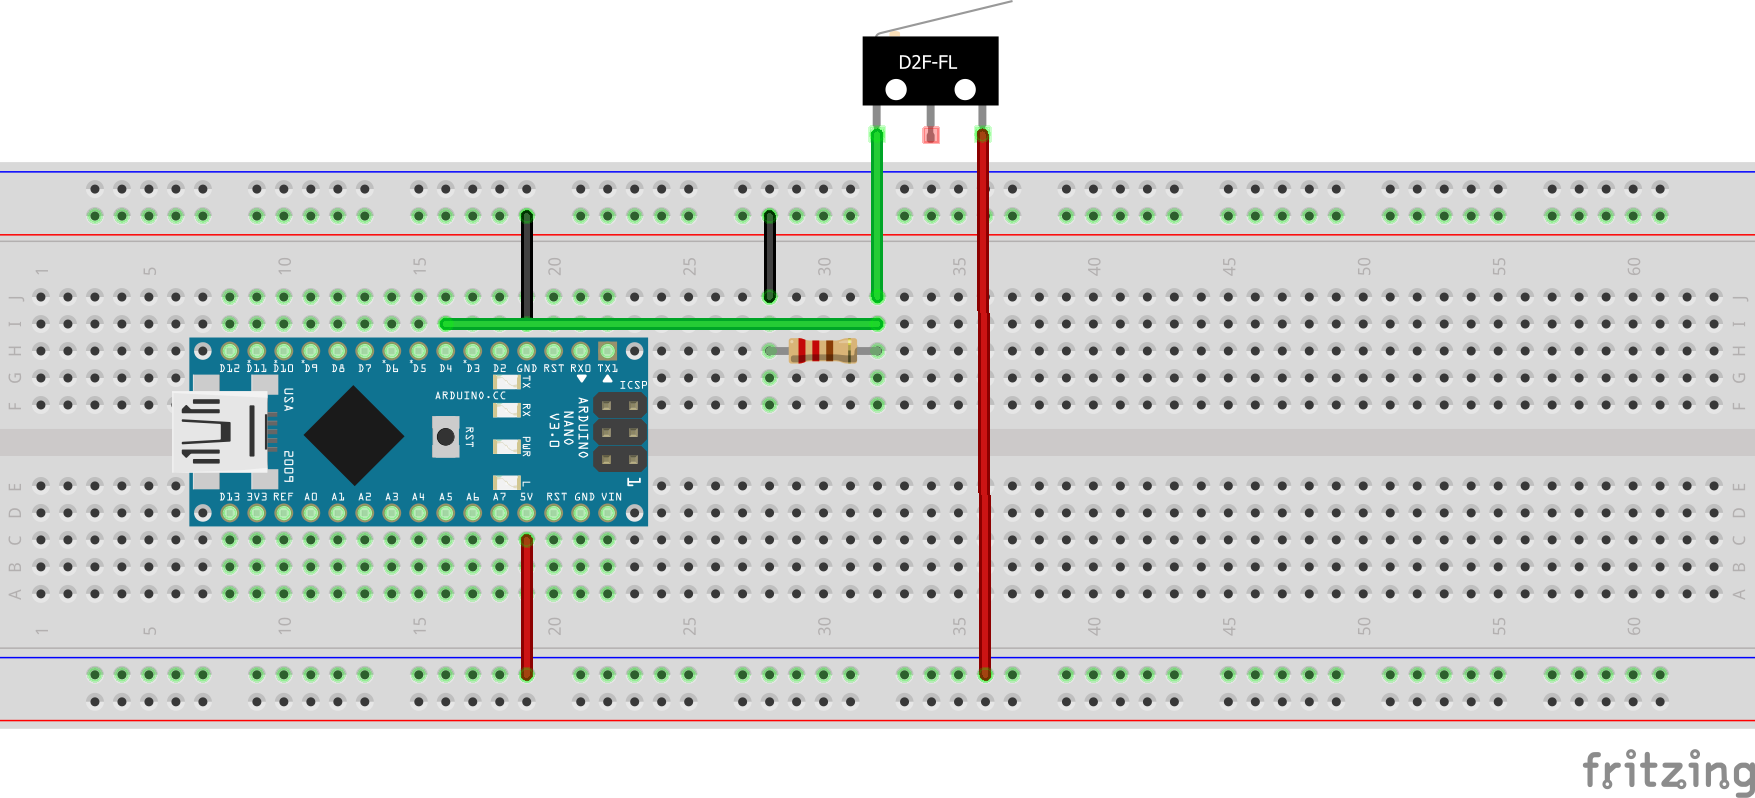 D2F-FL
1 5 10 15 20 25 30 35 40 45 50 55 60
J J
I I
H H
G G
F F
D12 D11 D10 D9 D8 D7 D6 D5 D4 D3 D2 GND RST RX0 TX1
USA
ARDUINO.CC
TX
ICSP
RX
RST
ARDUINO
NANO
V3.0
PWR
2009
L
1
D13 3V3 REF A0 A1 A2 A3 A4 A5 A6 A7 5V RST GND VIN
E E
D D
C C
B B
A A
1 5 10 15 20 25 30 35 40 45 50 55 60
fritzing